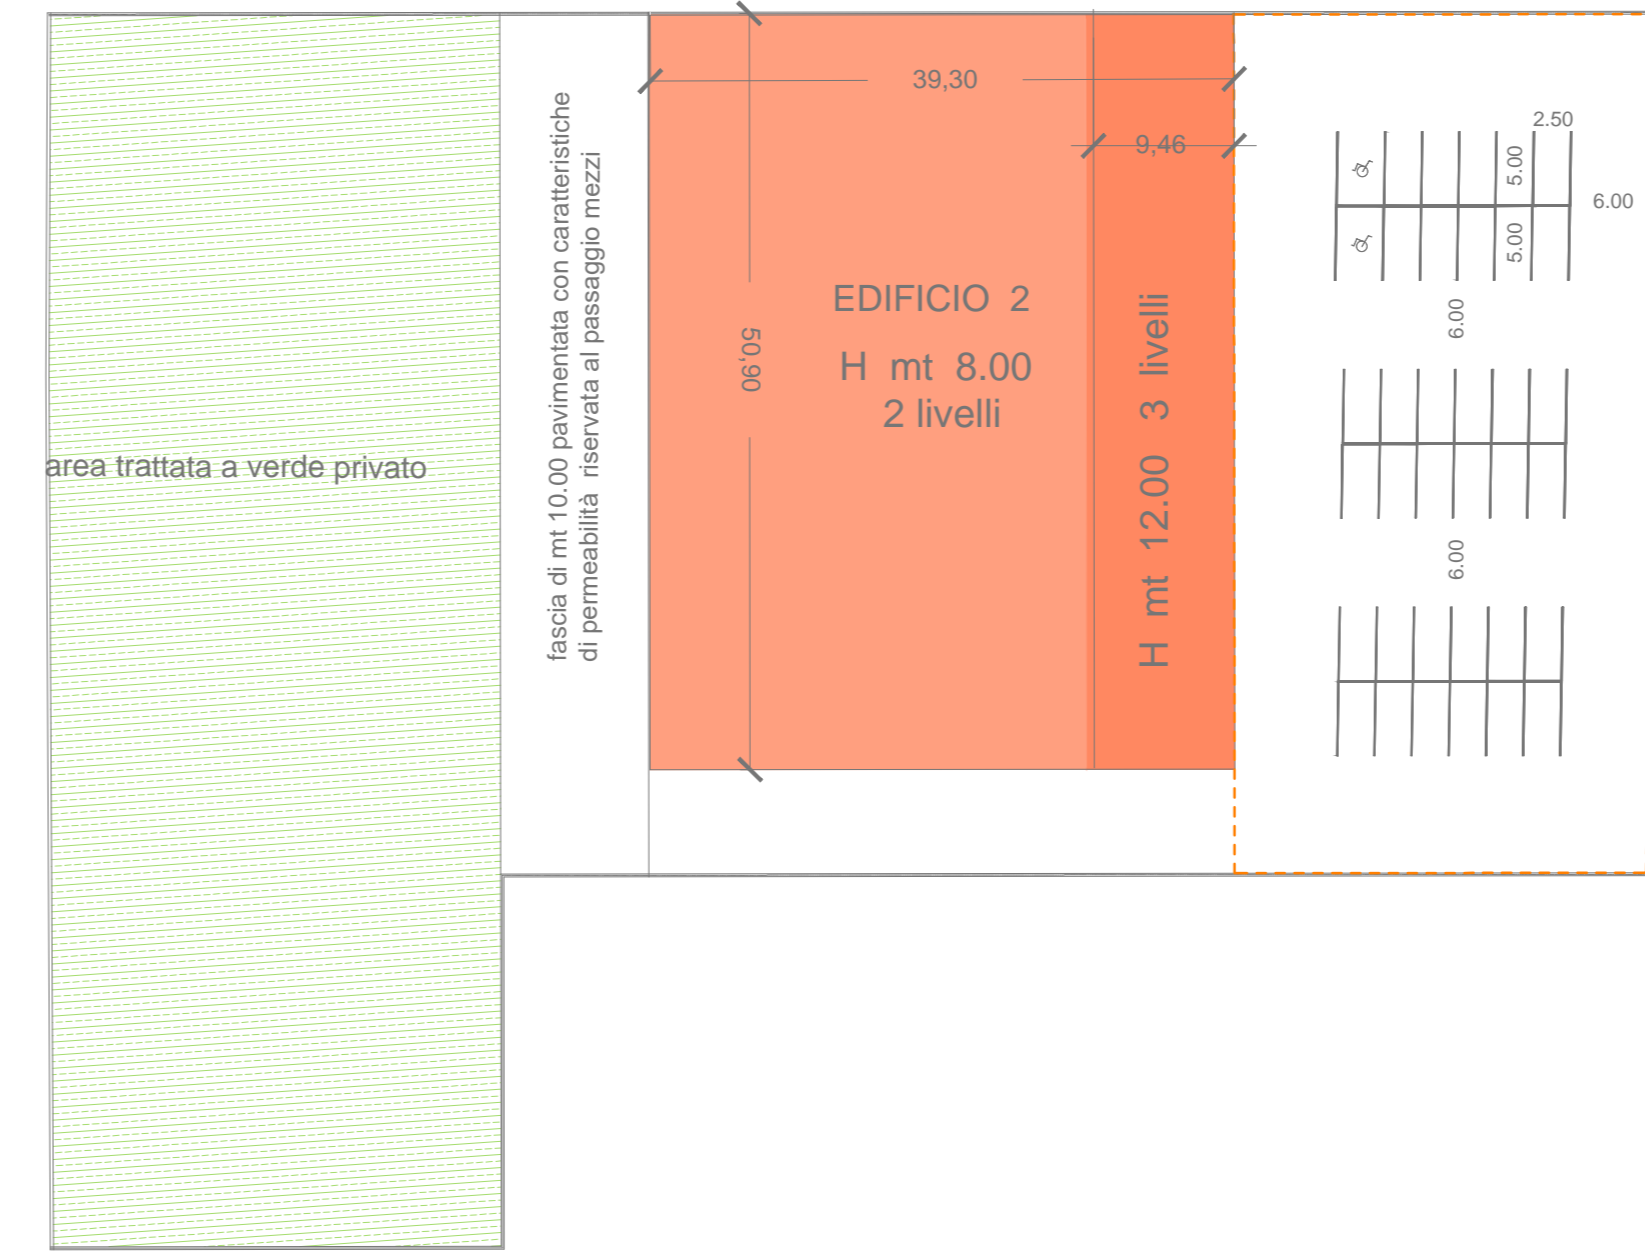 39,30
9,46
2.50
5.00
6.00
5.00
fascia di mt 10.00 pavimentata con caratteristiche
di permeabilità riservata al passaggio mezzi
EDIFICIO 2
H mt 8.00
2 livelli
50,90
H mt 12.00 3 livelli
6.00
area trattata a verde privato
6.00